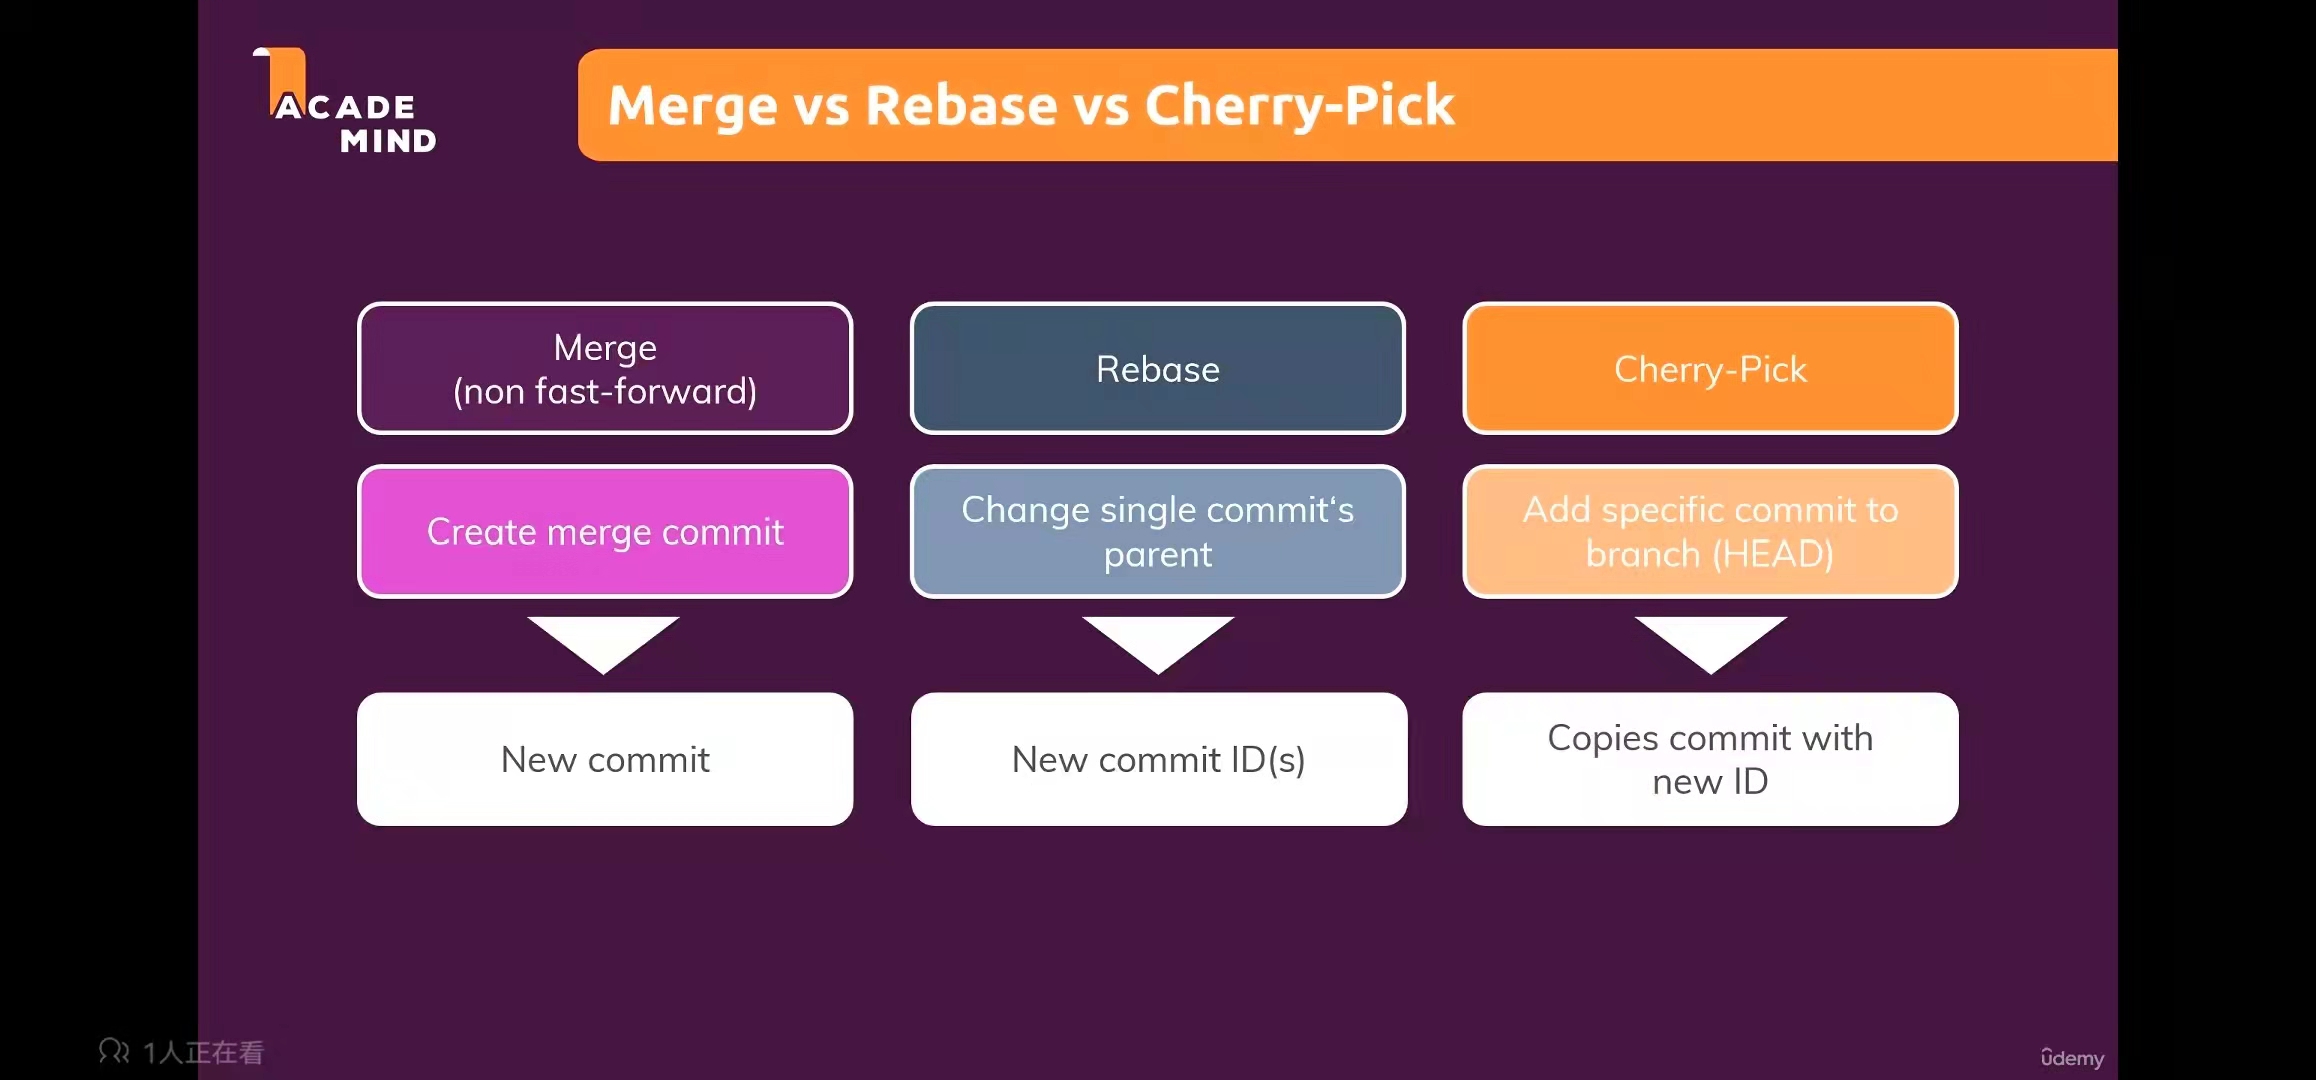 ACADE
MIND
Merge vs Rebase vs Cherry-Pick
Merge
(non fast-forward)
Rebase
Cherry-Pick
Create merge commit
Change single commit‘s
parent
Add specific commit to
branch (HEAD)
New commit
New commit ID(s)
Copies commit with
new ID
1人正在看
ûdemy